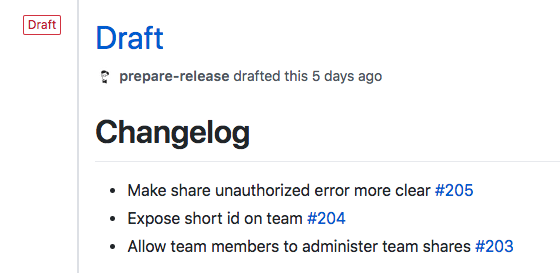 Draft
Draft
prepare-release drafted this 5 days ago
Changelog
Make share unauthorized error more clear #205
Expose short id on team #204
Allow team members to administer team shares #203